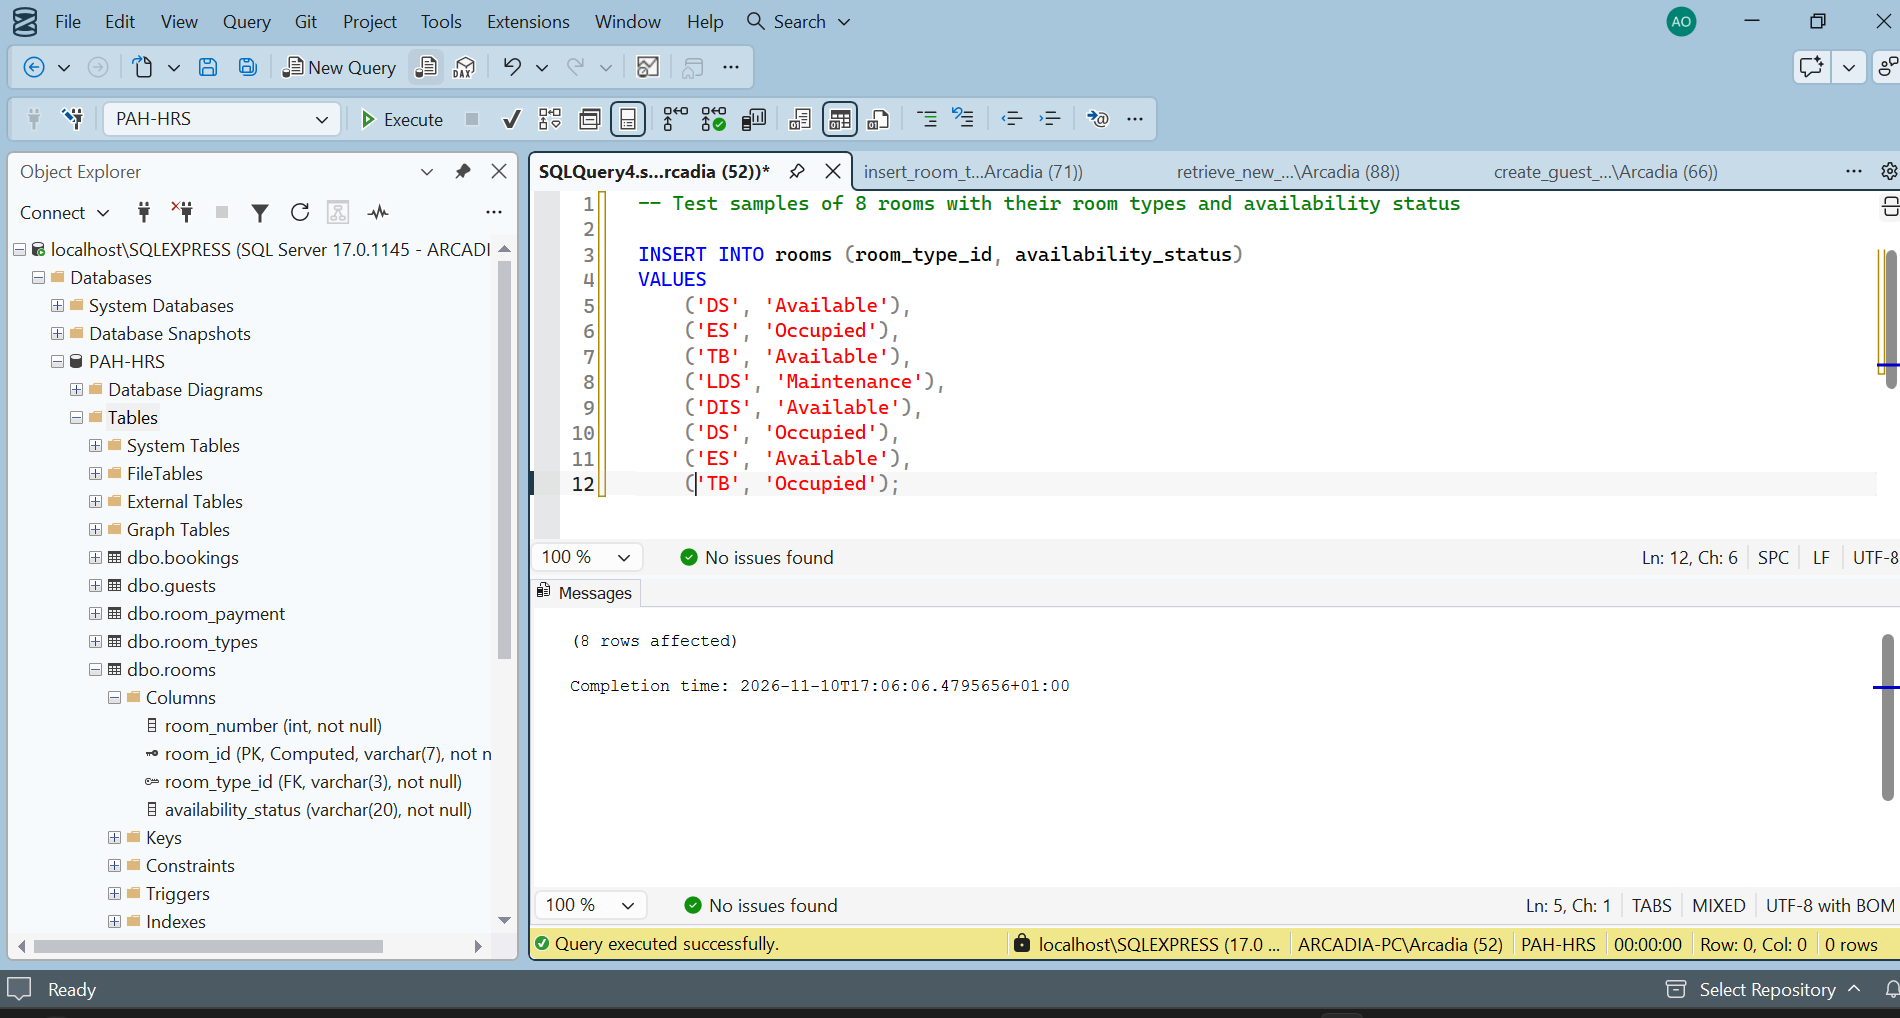 File Edit View Query Git Project Tools Extensions Window Help Search AO
New Query DAX
PAH-HRS Execute
Object Explorer
Connect
localhost\SQLEXPRESS (SQL Server 17.0.1145 - ARCADI
Databases
System Databases
Database Snapshots
PAH-HRS
Database Diagrams
Tables
System Tables
FileTables
External Tables
Graph Tables
dbo.bookings
dbo.guests
dbo.room_payment
dbo.room_types
dbo.rooms
Columns
room_number (int, not null)
room_id (PK, Computed, varchar(7), not n
room_type_id (FK, varchar(3), not null)
availability_status (varchar(20), not null)
Keys
Constraints
Triggers
Indexes
SQLQuery4.s...rcadia (52))* insert_room_t...Arcadia (71)) retrieve_new_...\Arcadia (88)) create_guest_...\Arcadia (66))
1 -- Test samples of 8 rooms with their room types and availability status
2
3 INSERT INTO rooms (room_type_id, availability_status)
4 VALUES
5 ('DS', 'Available'),
6 ('ES', 'Occupied'),
7 ('TB', 'Available'),
8 ('LDS', 'Maintenance'),
9 ('DIS', 'Available'),
10 ('DS', 'Occupied'),
11 ('ES', 'Available'),
12 ('TB', 'Occupied');
100 % No issues found Ln: 12, Ch: 6 SPC LF UTF-8
Messages
(8 rows affected)
Completion time: 2026-11-10T17:06:06.4795656+01:00
100 % No issues found Ln: 5, Ch: 1 TABS MIXED UTF-8 with BOM
Query executed successfully. localhost\SQLEXPRESS (17.0 ... ARCADIA-PC\Arcadia (52) PAH-HRS 00:00:00 Row: 0, Col: 0 0 rows
Ready Select Repository